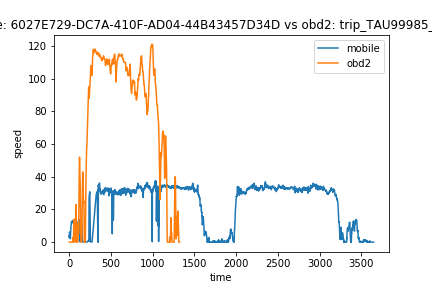 e: 6027E729-DC7A-410F-AD04-44B43457D34D vs obd2: trip_TAU99985_
mobile
obd2
speed
120
100
80
60
40
20
0
0 500 1000 1500 2000 2500 3000 3500
time